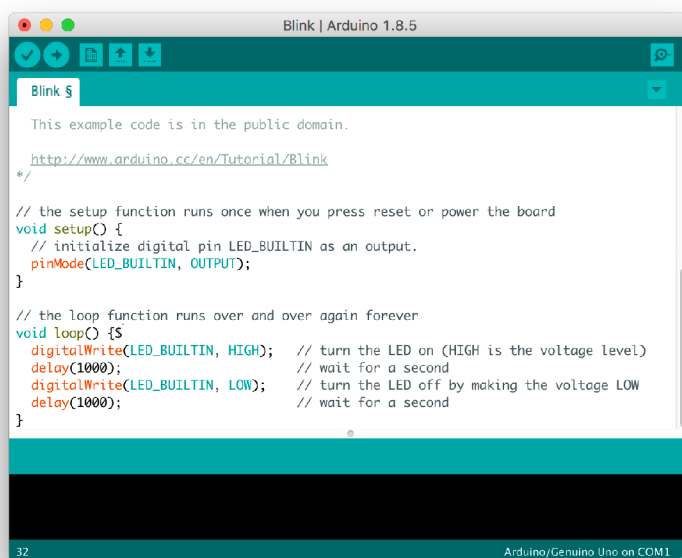 Blink | Arduino 1.8.5
Blink §
This example code is in the public domain.
http://www.arduino.cc/en/Tutorial/Blink
*/
// the setup function runs once when you press reset or power the board
void setup() {
// initialize digital pin LED_BUILTIN as an output.
pinMode(LED_BUILTIN, OUTPUT);
}
// the loop function runs over and over again forever
void loop() {$
digitalWrite(LED_BUILTIN, HIGH);   // turn the LED on (HIGH is the voltage level)
delay(1000);                       // wait for a second
digitalWrite(LED_BUILTIN, LOW);    // turn the LED off by making the voltage LOW
delay(1000);                       // wait for a second
}
32 Arduino/Genuino Uno on COM1